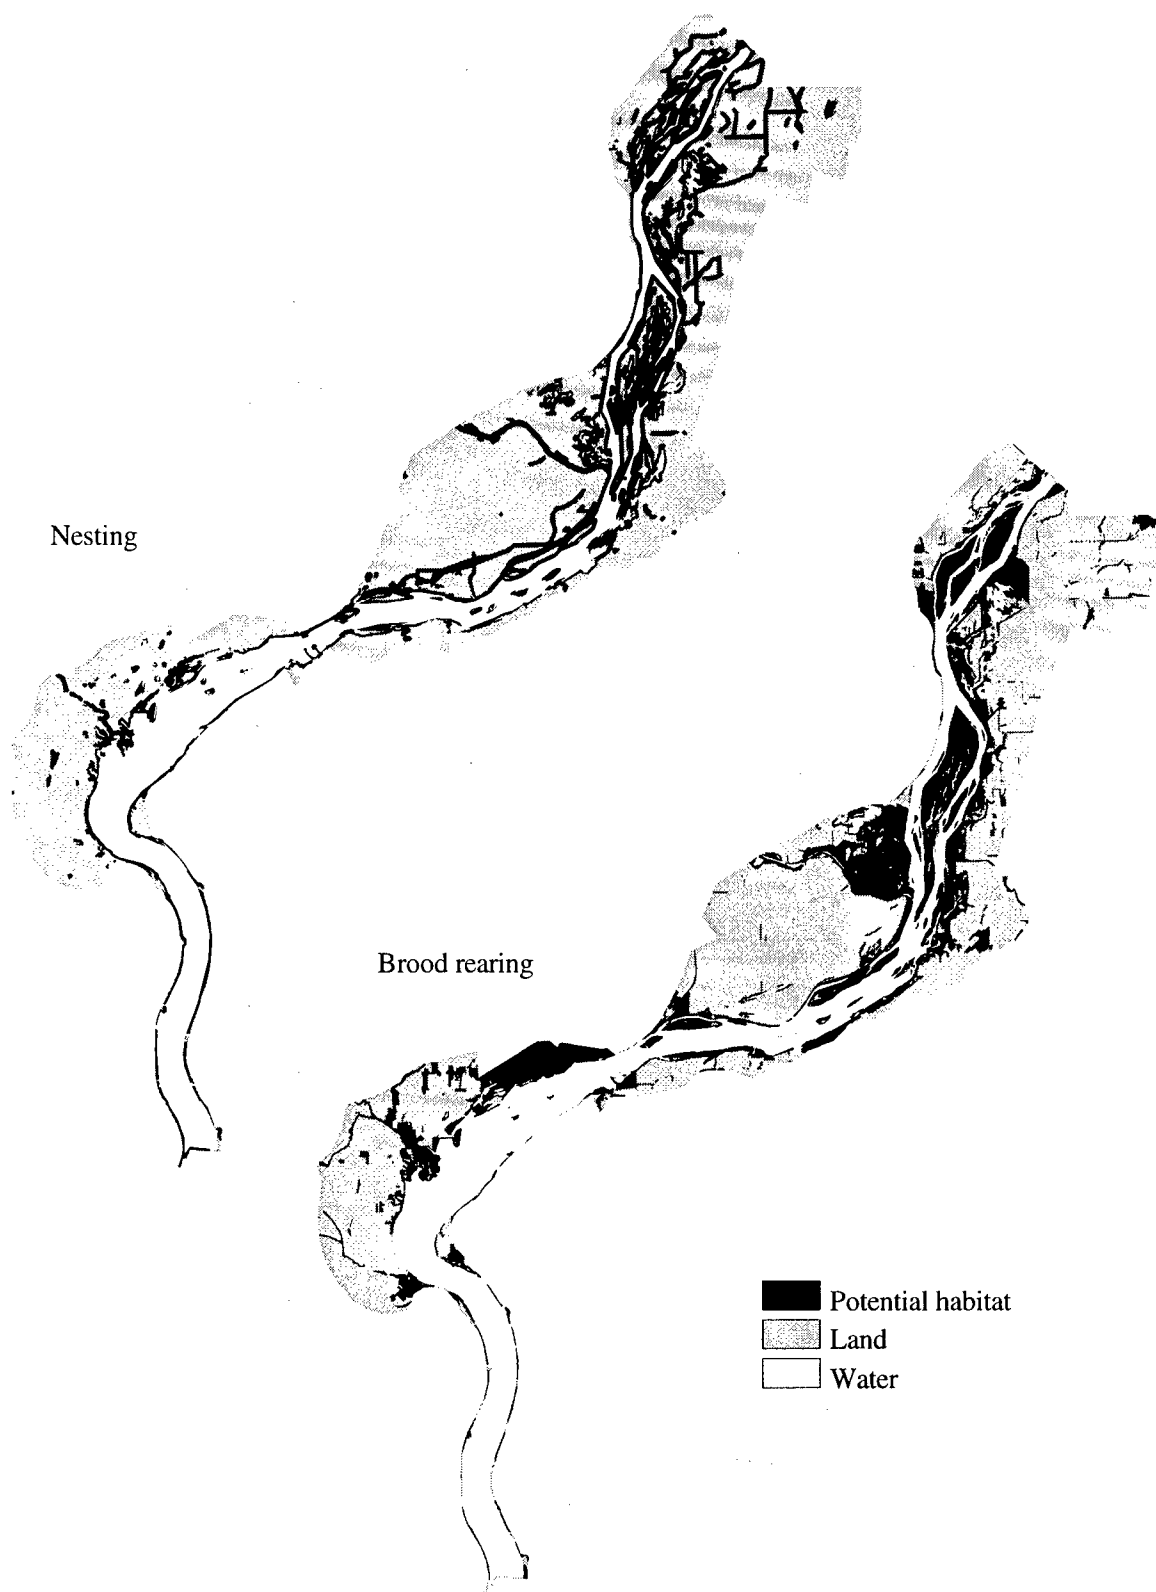 Nesting
Brood rearing
Potential habitat
Land
Water